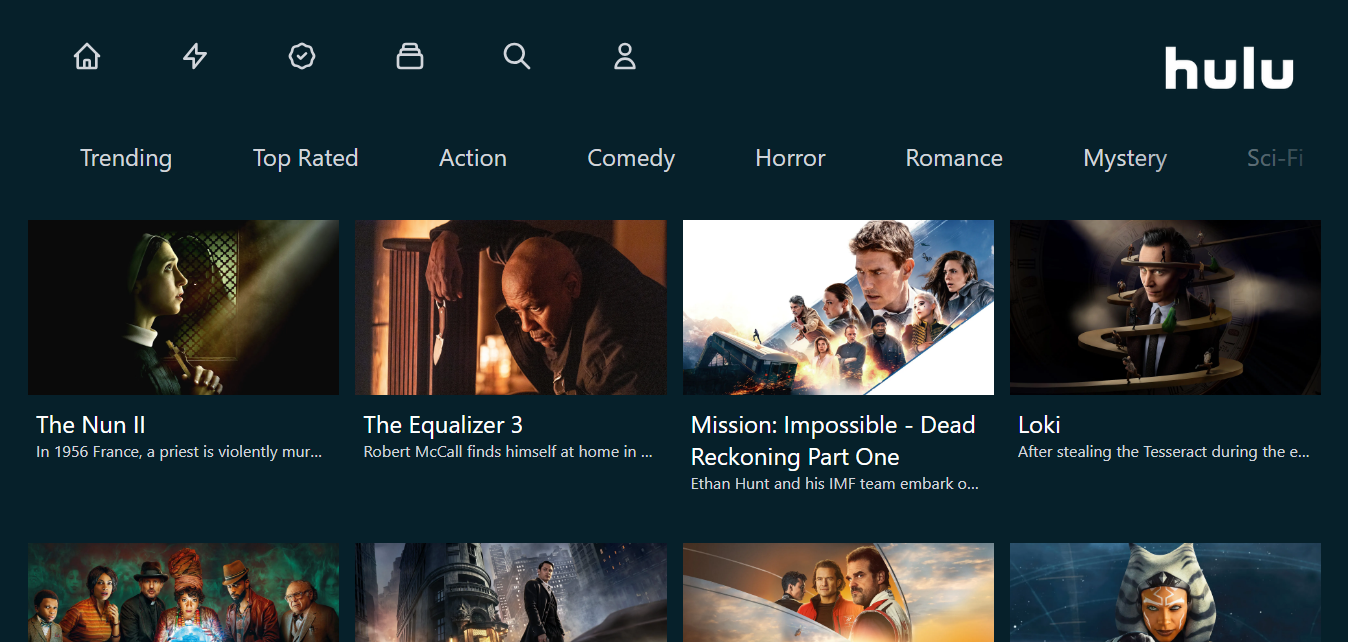 hulu
Trending Top Rated Action Comedy Horror Romance Mystery Sci-Fi
The Nun II
In 1956 France, a priest is violently mur...
The Equalizer 3
Robert McCall finds himself at home in ...
Mission: Impossible - Dead
Reckoning Part One
Ethan Hunt and his IMF team embark o...
Loki
After stealing the Tesseract during the e...